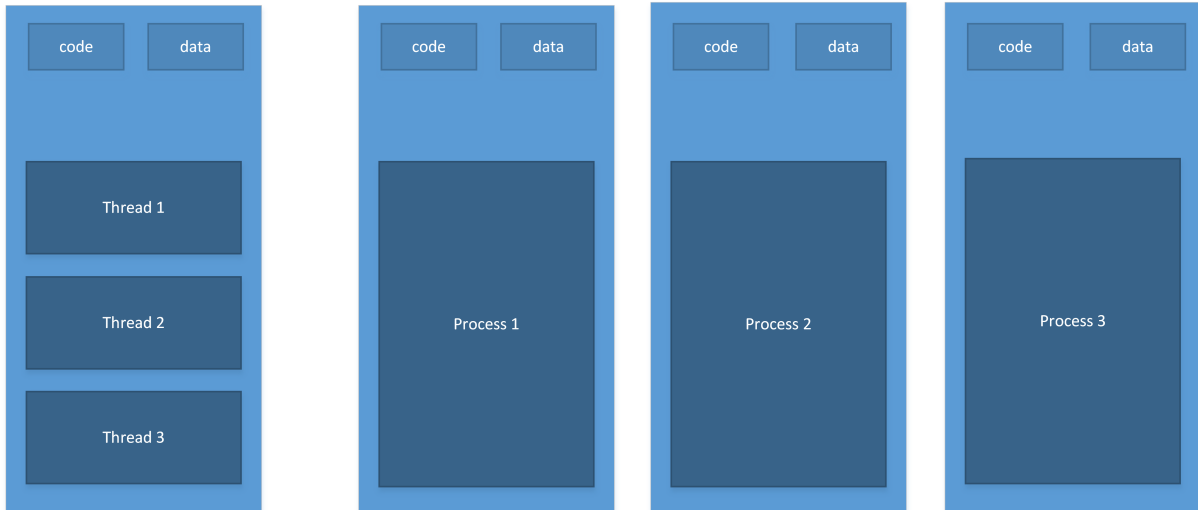 code data
Thread 1
Thread 2
Thread 3
code data
Process 1
code data
Process 2
code data
Process 3